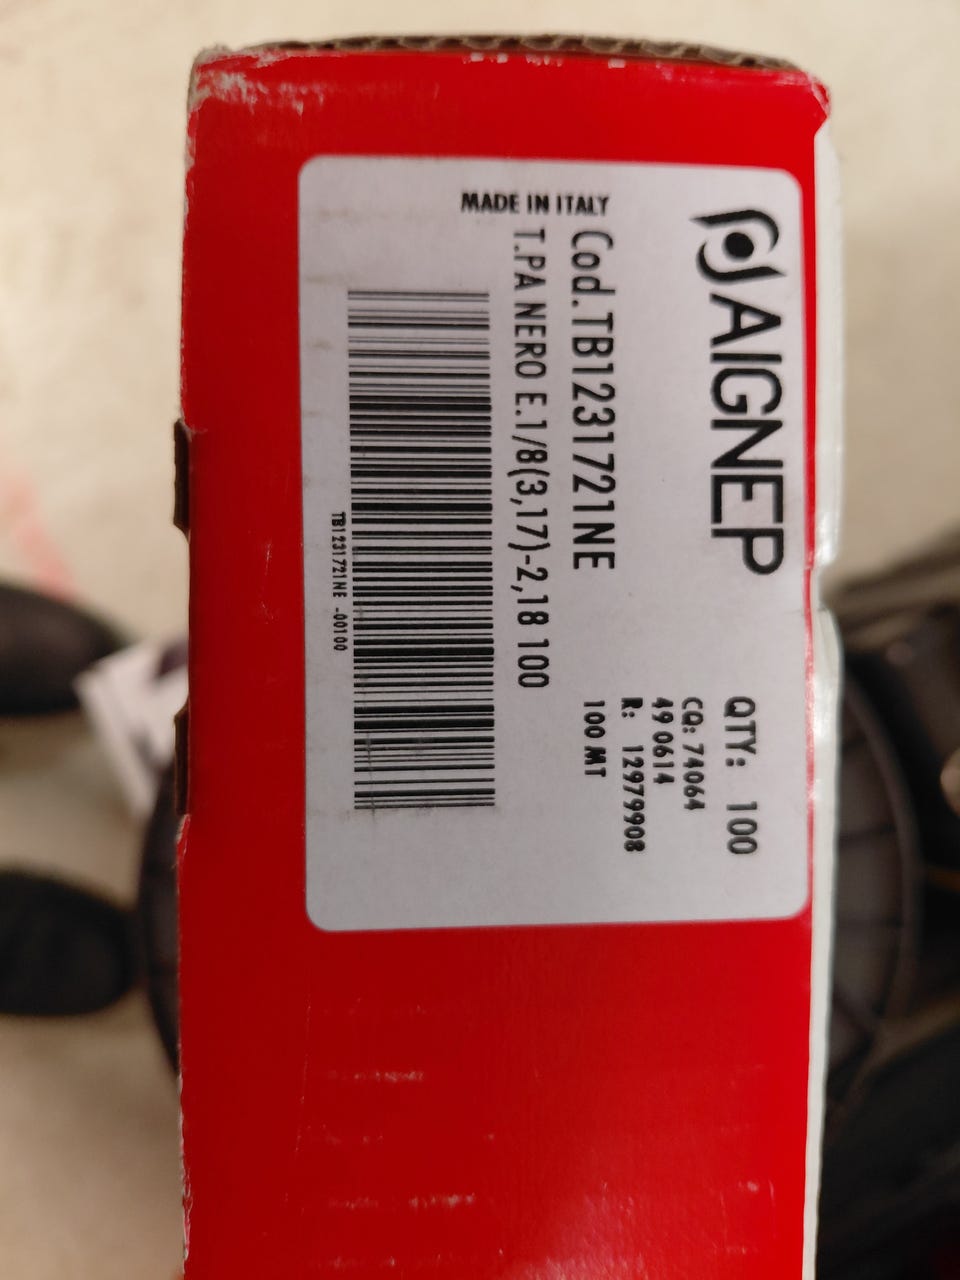 AIGNEP
QTY: 100
CQ: 74064
49 0614
R: 12979908
100 MT
Cod.TB1231721NE
T.PA NERO E.1/8(3,17)-2,18 100
MADE IN ITALY
TB1231721NE -00100